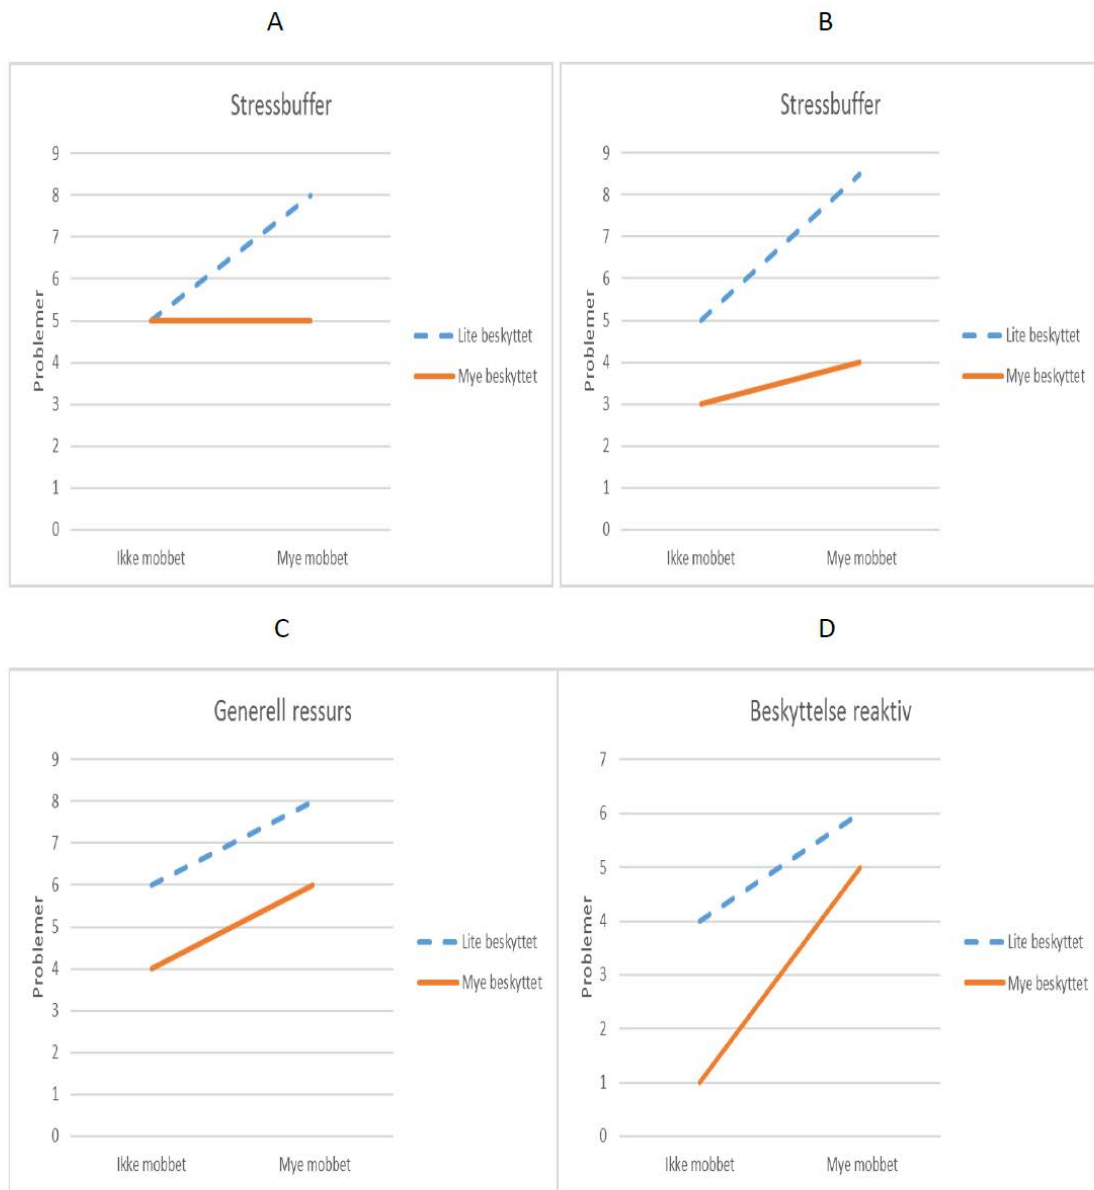 A
B
Stressbuffer
9
8
7
6
5
4
3
2
1
0
Problemer
Ikke mobbet
Mye mobbet
Lite beskyttet
Mye beskyttet
Stressbuffer
9
8
7
6
5
4
3
2
1
0
Problemer
Ikke mobbet
Mye mobbet
Lite beskyttet
Mye beskyttet
C
D
Generell ressurs
9
8
7
6
5
4
3
2
1
0
Problemer
Ikke mobbet
Mye mobbet
Lite beskyttet
Mye beskyttet
Beskyttelse reaktiv
7
6
5
4
3
2
1
0
Problemer
Ikke mobbet
Mye mobbet
Lite beskyttet
Mye beskyttet